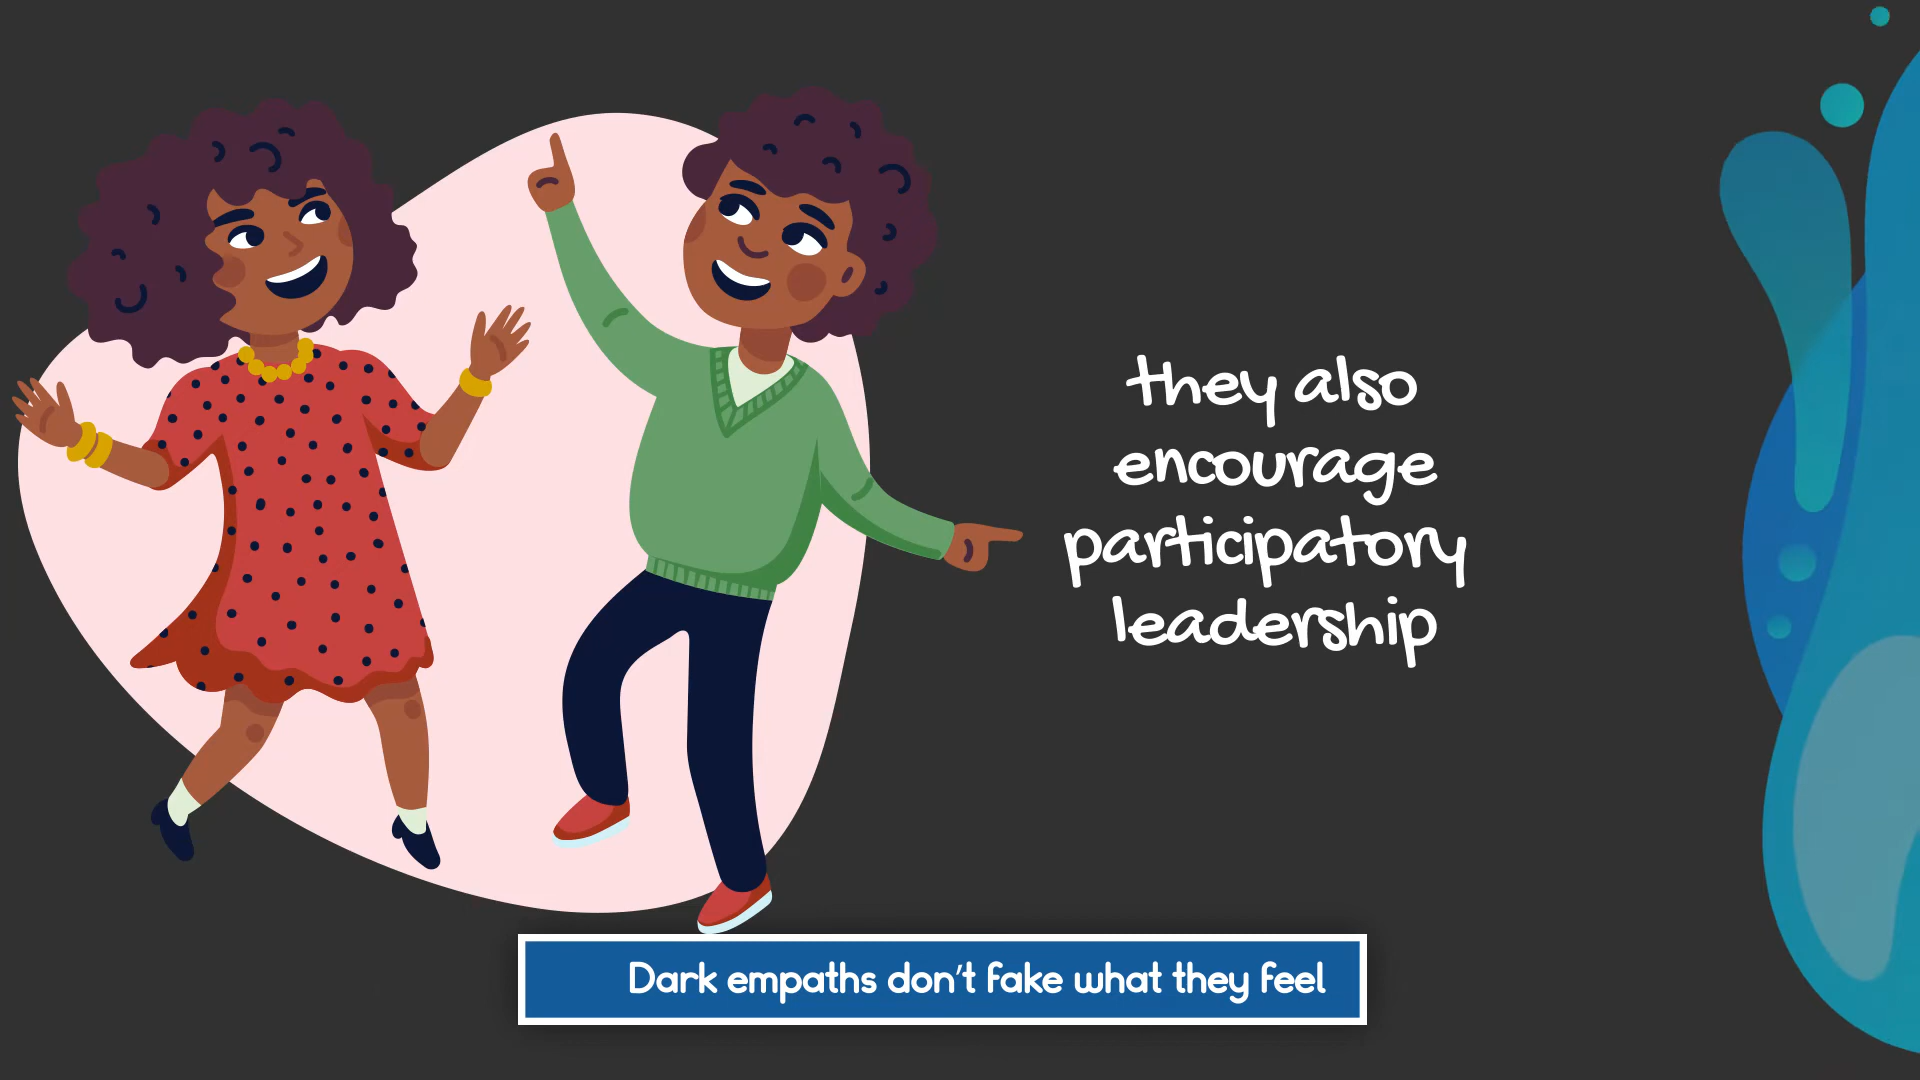 they also
encourage
participatory
leadership
Dark empaths don't fake what they feel